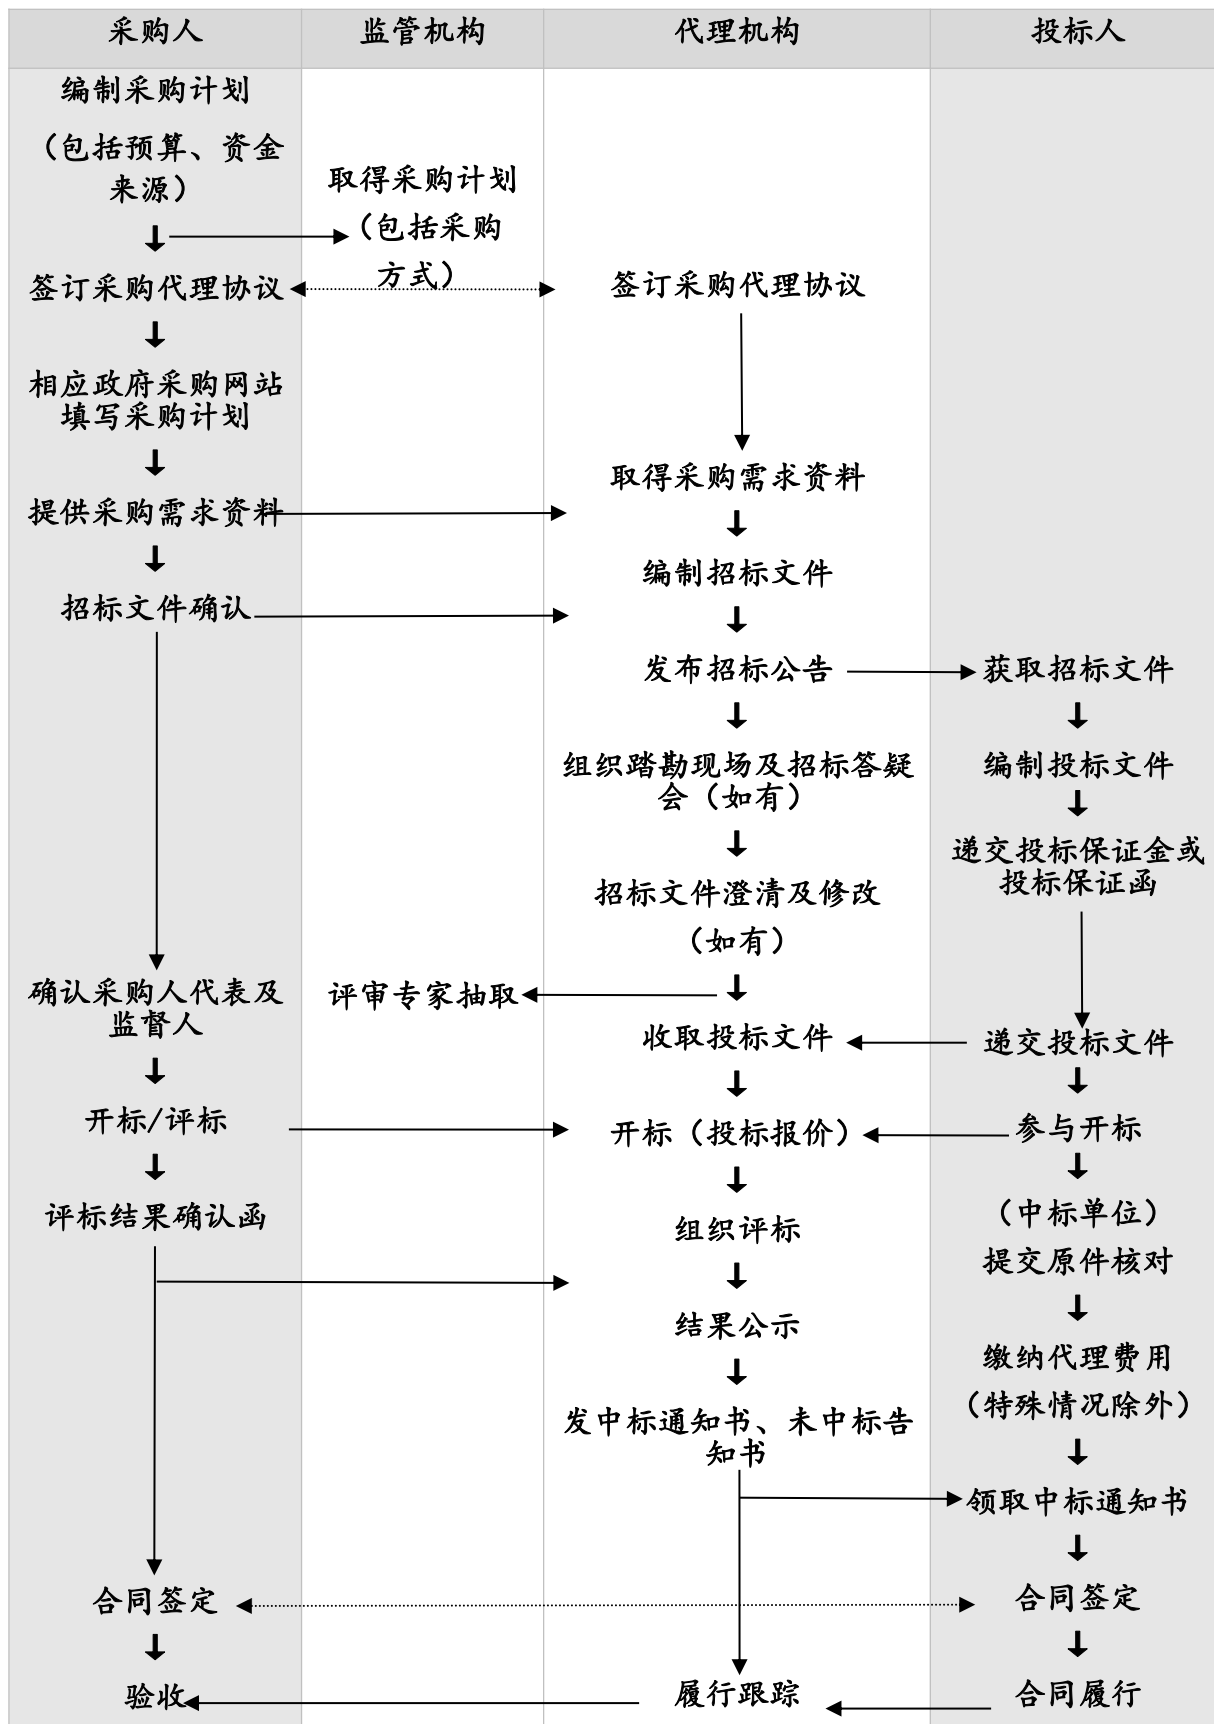 采购人
监管机构
代理机构
投标人
编制采购计划
（包括预算、资金
来源）
签订采购代理协议
相应政府采购网站
填写采购计划
提供采购需求资料
招标文件确认
确认采购人代表及
监督人
开标/评标
评标结果确认函
合同签定
验收
取得采购计划
（包括采购
方式）
评审专家抽取
签订采购代理协议
取得采购需求资料
编制招标文件
发布招标公告
组织踏勘现场及招标答疑
会（如有）
招标文件澄清及修改
（如有）
收取投标文件
开标（投标报价）
组织评标
结果公示
发中标通知书、未中标告
知书
履行跟踪
获取招标文件
编制投标文件
递交投标保证金或
投标保证函
递交投标文件
参与开标
（中标单位）
提交原件核对
缴纳代理费用
（特殊情况除外）
领取中标通知书
合同签定
合同履行